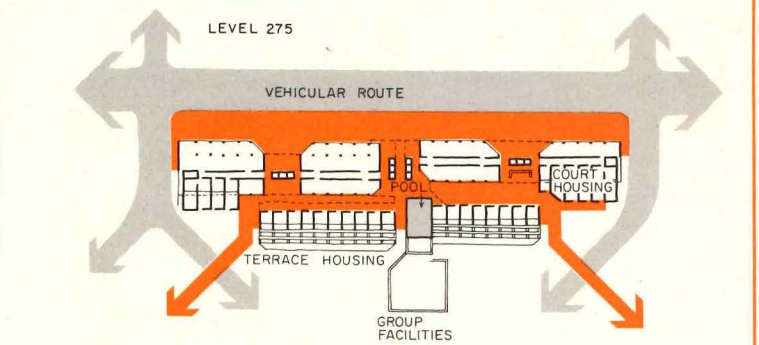 LEVEL 275
VEHICULAR ROUTE
COURT
HOUSING
POOL
TERRACE HOUSING
GROUP
FACILITIES